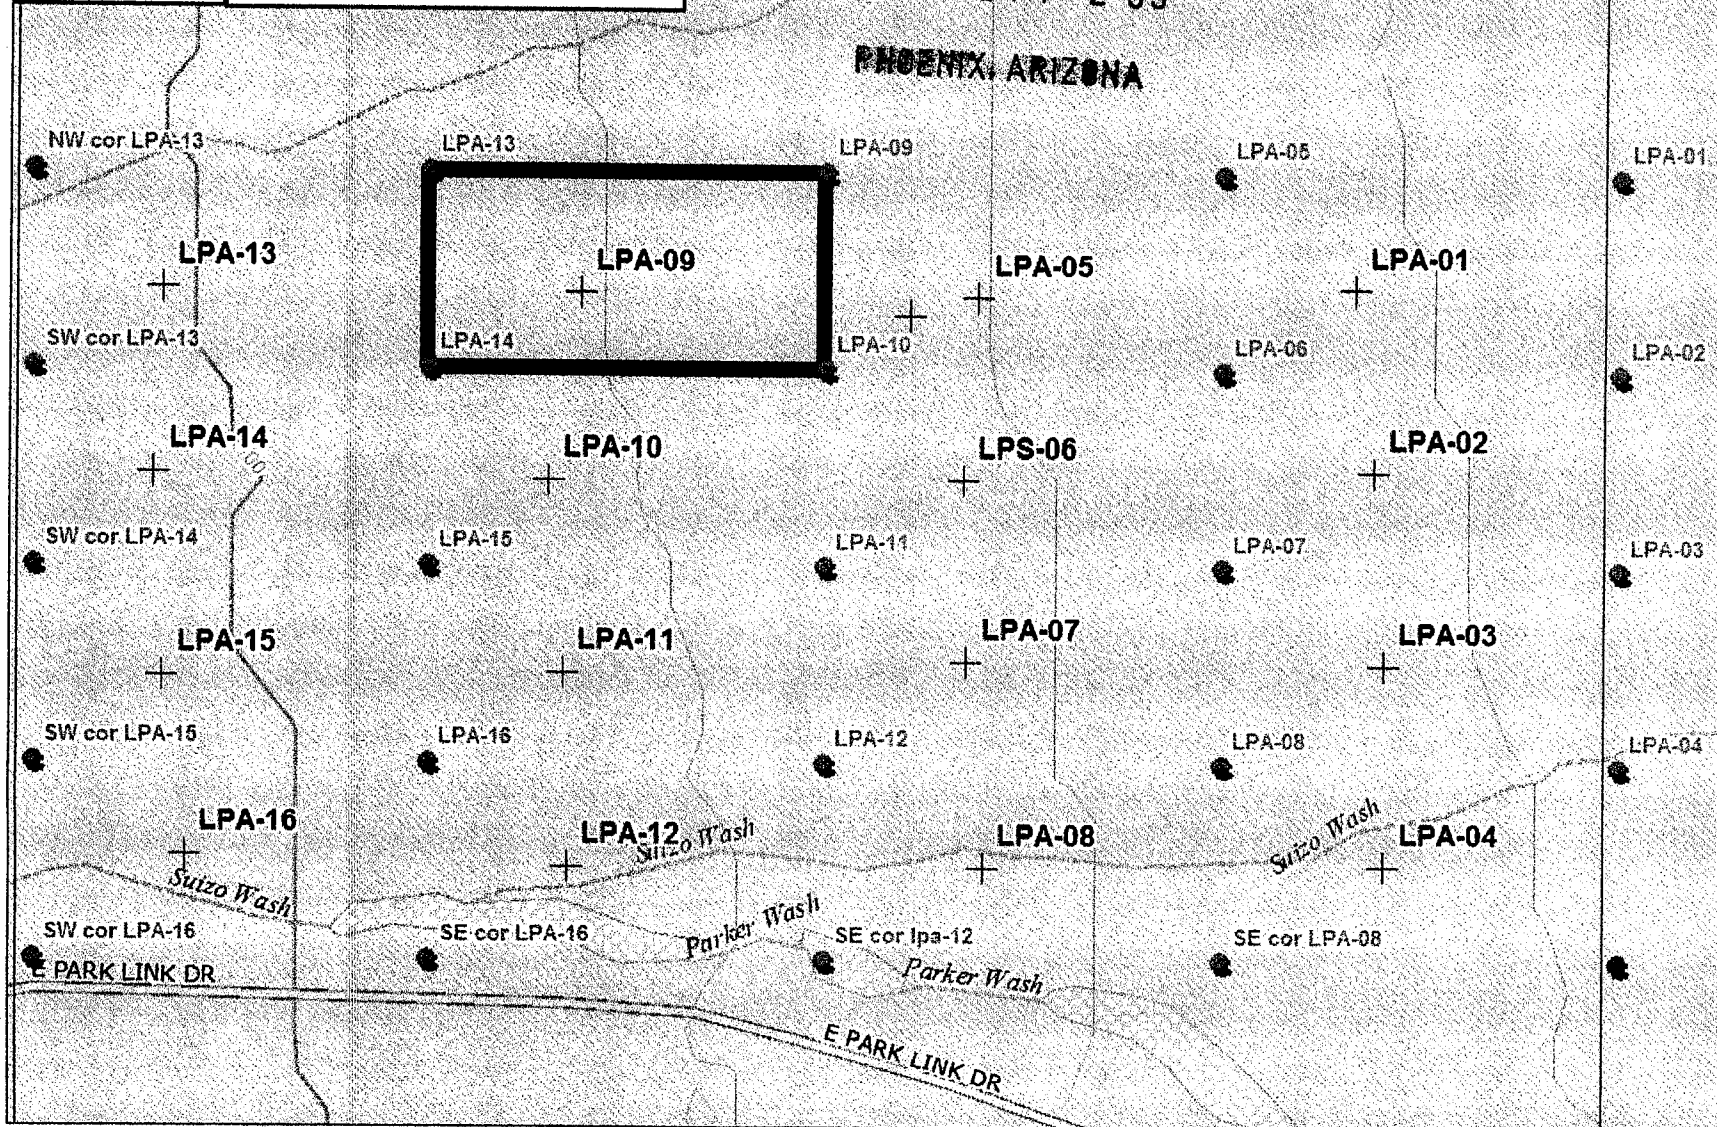 PHOENIX, ARIZONA
NW cor LPA-13
LPA-13
LPA-09
LPA-05
LPA-01
LPA-13
LPA-09
LPA-05
LPA-01
SW cor LPA-13
LPA-14
LPA-10
LPA-06
LPA-02
LPA-14
LPA-10
LPS-06
LPA-02
SW cor LPA-14
LPA-15
LPA-11
LPA-07
LPA-03
LPA-15
LPA-11
LPA-07
LPA-03
SW cor LPA-15
LPA-16
LPA-12
LPA-08
LPA-04
LPA-16
LPA-12
Suizo Wash
LPA-08
Suizo Wash
LPA-04
Suizo Wash
SW cor LPA-16
SE cor LPA-16
Parker Wash
SE cor lpa-12
SE cor LPA-08
E PARK LINK DR
Parker Wash
E PARK LINK DR